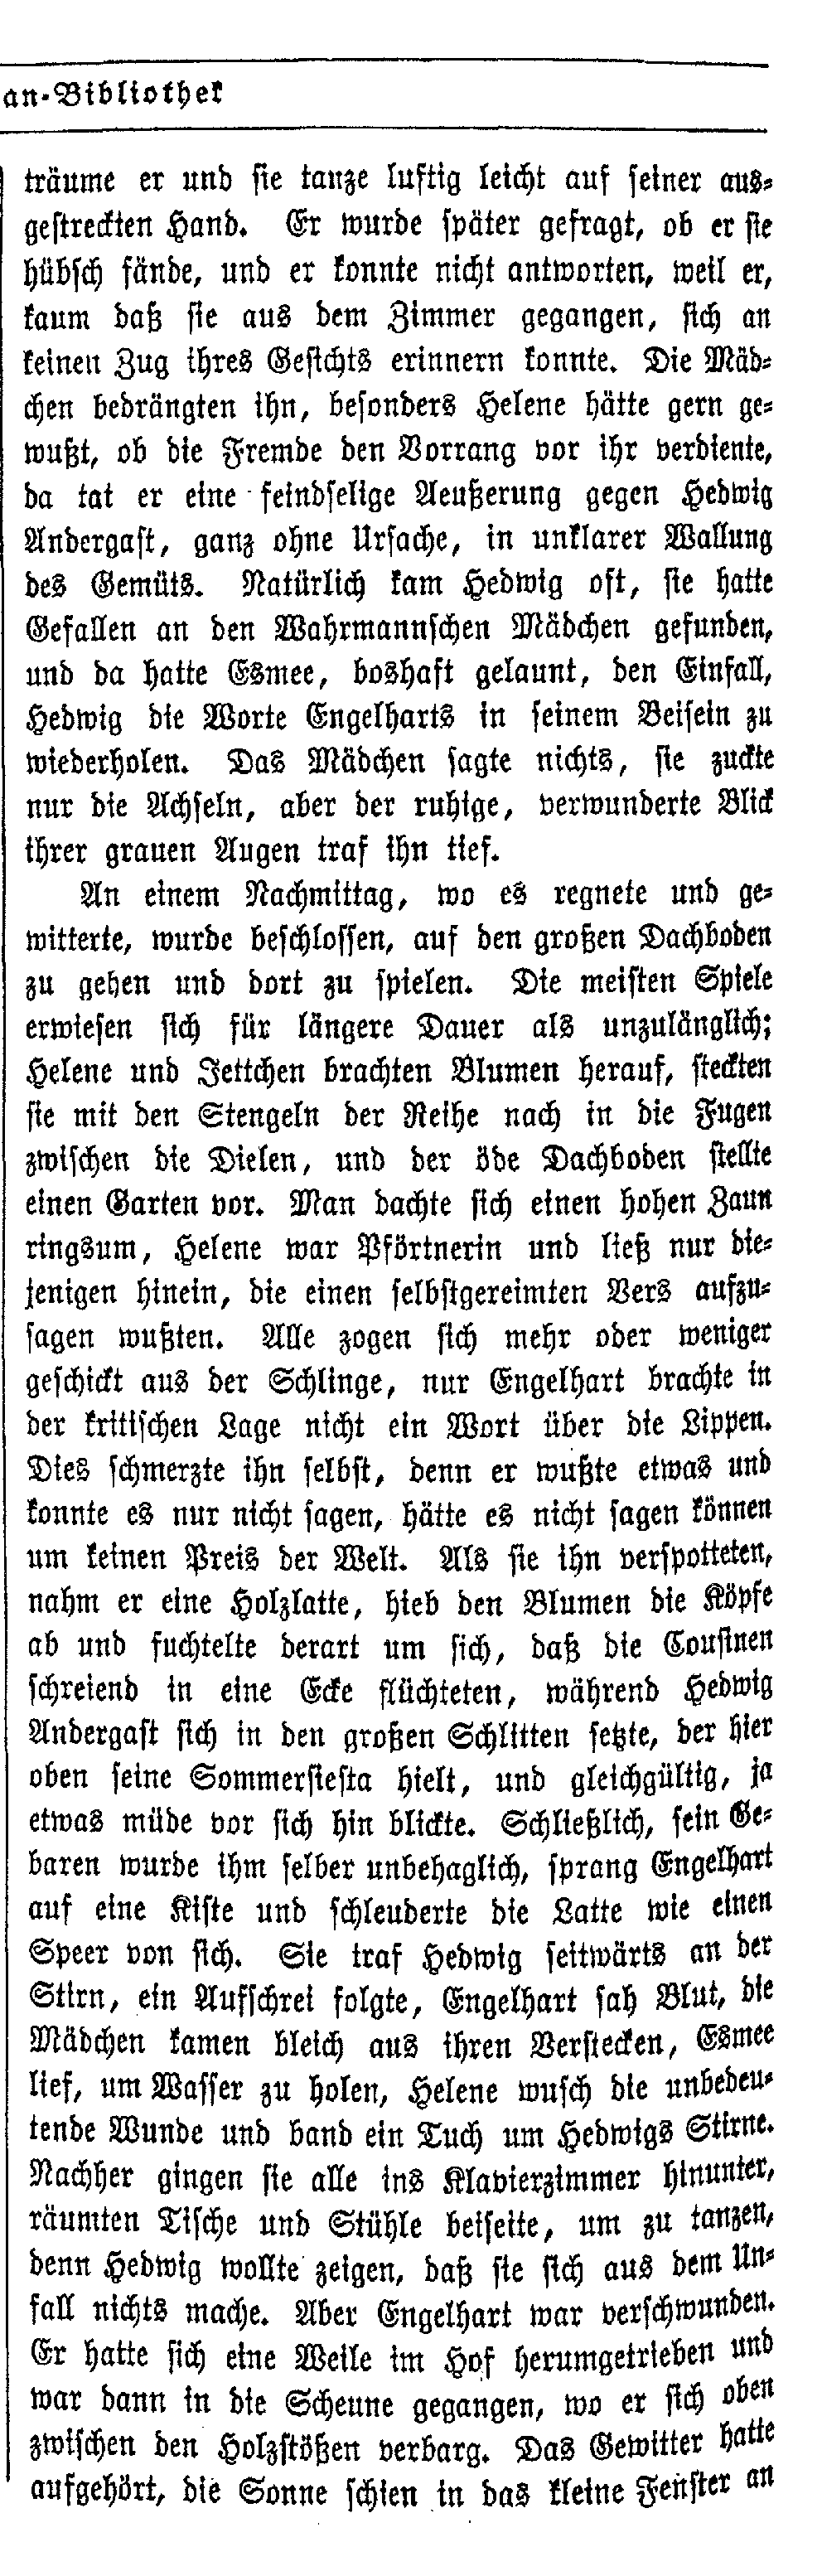 an-Bibliothek
träume er und sie tanze luftig leicht auf seiner aus-
gestreckten Hand. Er wurde später gefragt, ob er sie
hübsch fände, und er konnte nicht antworten, weil er,
kaum daß sie aus dem Zimmer gegangen, sich an
keinen Zug ihres Gesichts erinnern konnte. Die Mäd-
chen bedrängten ihn, besonders Helene hätte gern ge-
wußt, ob die Fremde den Vorrang vor ihr verdiente,
da tat er eine feindselige Aeußerung gegen Hedwig
Andergast, ganz ohne Ursache, in unklarer Wallung
des Gemüts. Natürlich kam Hedwig oft, sie hatte
Gefallen an den Wahrmannschen Mädchen gefunden,
und da hatte Esmee, boshaft gelaunt, den Einfall,
Hedwig die Worte Engelharts in seinem Beisein zu
wiederholen. Das Mädchen sagte nichts, sie zuckte
nur die Achseln, aber der ruhige, verwunderte Blick
ihrer grauen Augen traf ihn tief.
An einem Nachmittag, wo es regnete und ge-
witterte, wurde beschlossen, auf den großen Dachboden
zu gehen und dort zu spielen. Die meisten Spiele
erwiesen sich für längere Dauer als unzulänglich;
Helene und Jettchen brachten Blumen herauf, steckten
sie mit den Stengeln der Reihe nach in die Fugen
zwischen die Dielen, und der öde Dachboden stellte
einen Garten vor. Man dachte sich einen hohen Zaun
ringsum, Helene war Pförtnerin und ließ nur die-
jenigen hinein, die einen selbstgereimten Vers aufzu-
sagen wußten. Alle zogen sich mehr oder weniger
geschickt aus der Schlinge, nur Engelhart brachte in
der kritischen Lage nicht ein Wort über die Lippen.
Dies schmerzte ihn selbst, denn er wußte etwas und
konnte es nur nicht sagen, hätte es nicht sagen können
um keinen Preis der Welt. Als sie ihn verspotteten,
nahm er eine Holzlatte, hieb den Blumen die Köpfe
ab und fuchtelte derart um sich, daß die Cousinen
schreiend in eine Ecke flüchteten, während Hedwig
Andergast sich in den großen Schlitten setzte, der hier
oben seine Sommersiesta hielt, und gleichgültig, ja
etwas müde vor sich hin blickte. Schließlich, sein Ge-
baren wurde ihm selber unbehaglich, sprang Engelhart
auf eine Kiste und schleuderte die Latte wie einen
Speer von sich. Sie traf Hedwig seitwärts an der
Stirn, ein Aufschrei folgte, Engelhart sah Blut, die
Mädchen kamen bleich aus ihren Verstecken, Esmee
lief, um Wasser zu holen, Helene wusch die unbedeu-
tende Wunde und band ein Tuch um Hedwigs Stirne.
Nachher gingen sie alle ins Klavierzimmer hinunter,
räumten Tische und Stühle beiseite, um zu tanzen,
denn Hedwig wollte zeigen, daß sie sich aus dem Un-
fall nichts mache. Aber Engelhart war verschwunden.
Er hatte sich eine Weile im Hof herumgetrieben und
war dann in die Scheune gegangen, wo er sich oben
zwischen den Holzstößen verbarg. Das Gewitter hatte
aufgehört, die Sonne schien in das kleine Fenster an